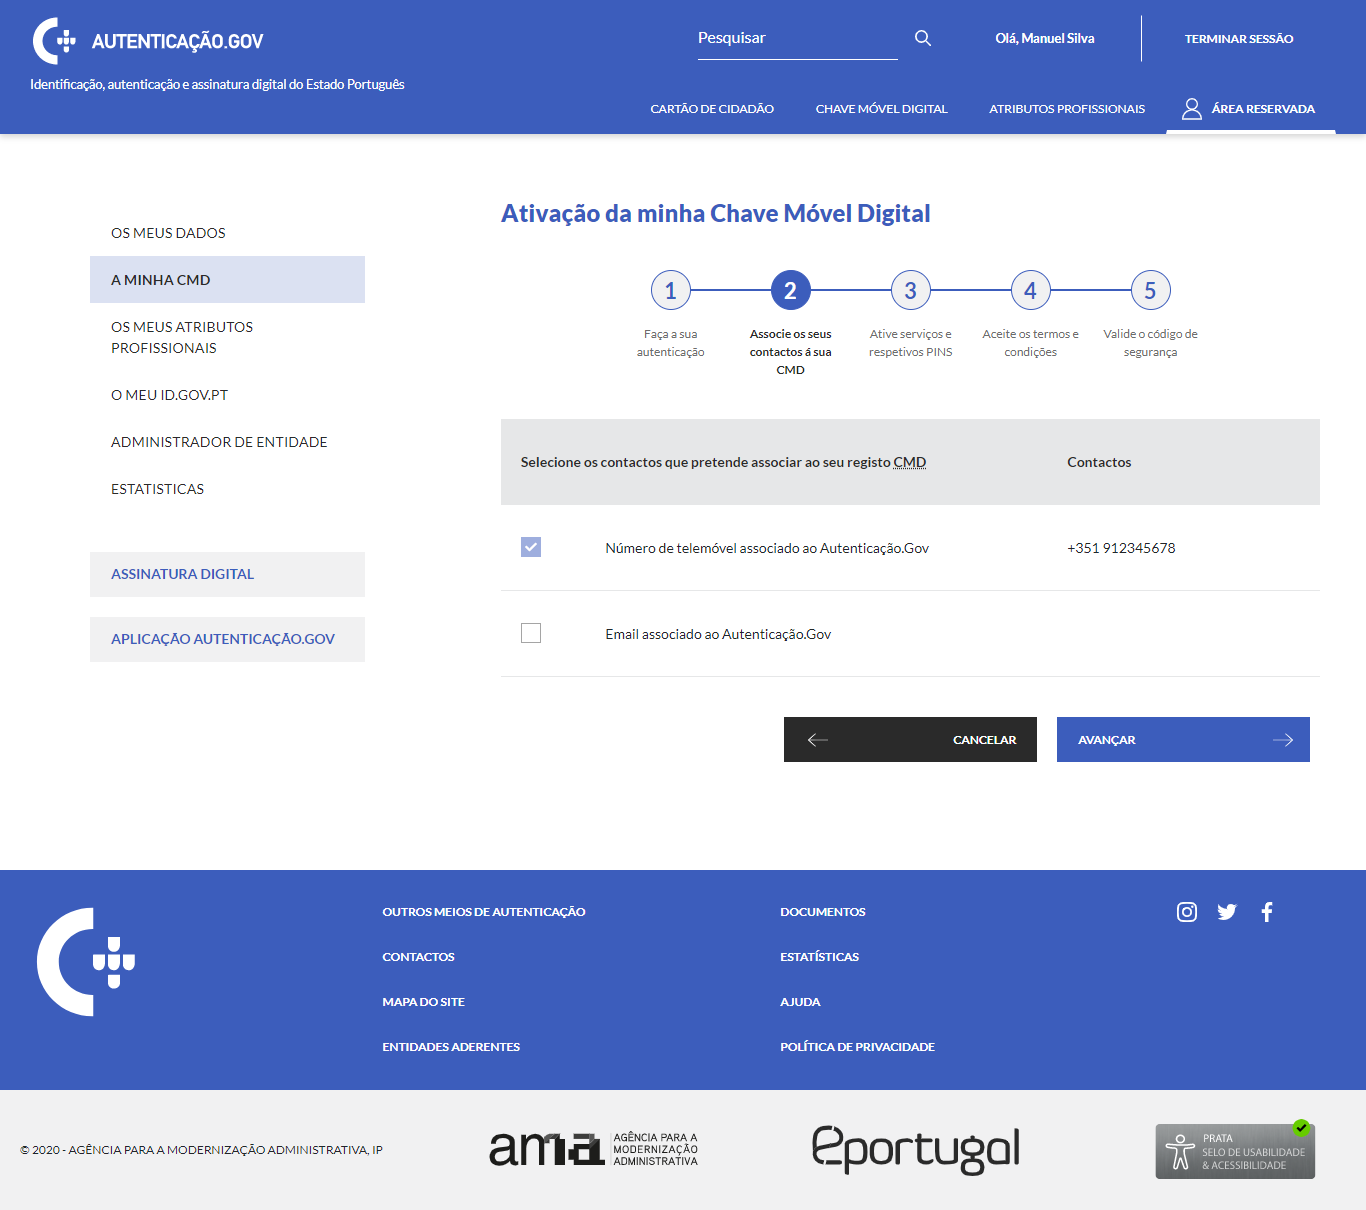 AUTENTICAÇÃO.GOV
Identificação, autenticação e assinatura digital do Estado Português
Pesquisar
Olá, Manuel Silva
TERMINAR SESSÃO
CARTÃO DE CIDADÃO
CHAVE MÓVEL DIGITAL
ATRIBUTOS PROFISSIONAIS
ÁREA RESERVADA
OS MEUS DADOS
A MINHA CMD
OS MEUS ATRIBUTOS
PROFISSIONAIS
O MEU ID.GOV.PT
ADMINISTRADOR DE ENTIDADE
ESTATISTICAS
ASSINATURA DIGITAL
APLICAÇÃO AUTENTICAÇÃO.GOV
Ativação da minha Chave Móvel Digital
1
Faça a sua
autenticação
2
Associe os seus
contactos á sua
CMD
3
Ative serviços e
respetivos PINS
4
Aceite os termos e
condições
5
Valide o código de
segurança
Selecione os contactos que pretende associar ao seu registo CMD
Contactos
Número de telemóvel associado ao Autenticação.Gov
+351 912345678
Email associado ao Autenticação.Gov
CANCELAR
AVANÇAR
OUTROS MEIOS DE AUTENTICAÇÃO
CONTACTOS
MAPA DO SITE
ENTIDADES ADERENTES
DOCUMENTOS
ESTATÍSTICAS
AJUDA
POLÍTICA DE PRIVACIDADE
© 2020 - AGÊNCIA PARA A MODERNIZAÇÃO ADMINISTRATIVA, IP
ama
AGÊNCIA PARA A
MODERNIZAÇÃO
ADMINISTRATIVA
eportugal
PRATA
SELO DE USABILIDADE
& ACESSIBILIDADE